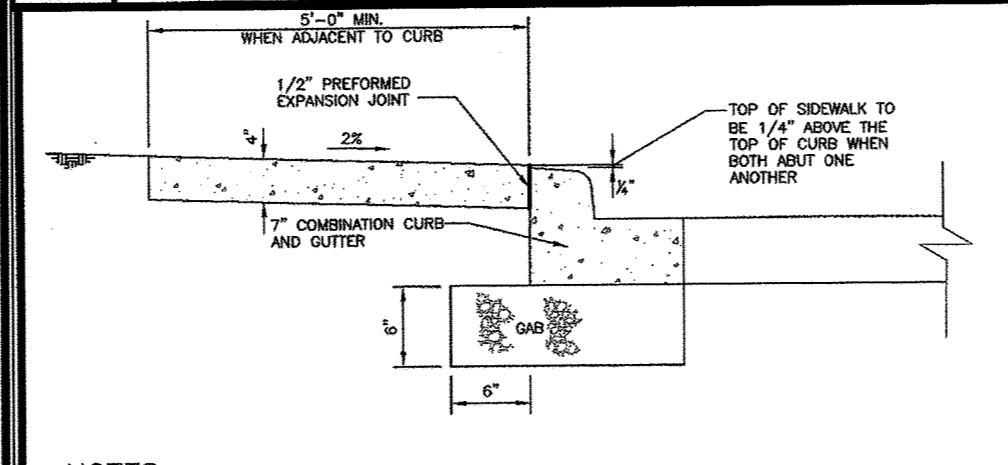 5'-0" MIN.
WHEN ADJACENT TO CURB
1/2" PREFORMED
EXPANSION JOINT
TOP OF SIDEWALK TO
BE 1/4" ABOVE THE
TOP OF CURB WHEN
BOTH ABUT ONE
ANOTHER
4"
2%
1/4"
7" COMBINATION CURB
AND GUTTER
6"
GAB
6"
NOTES